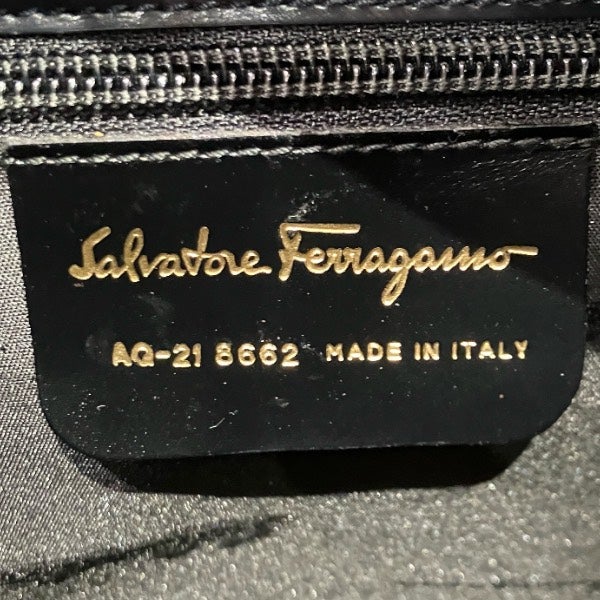 Salvatore Ferragamo
AQ-21 8662 MADE IN ITALY